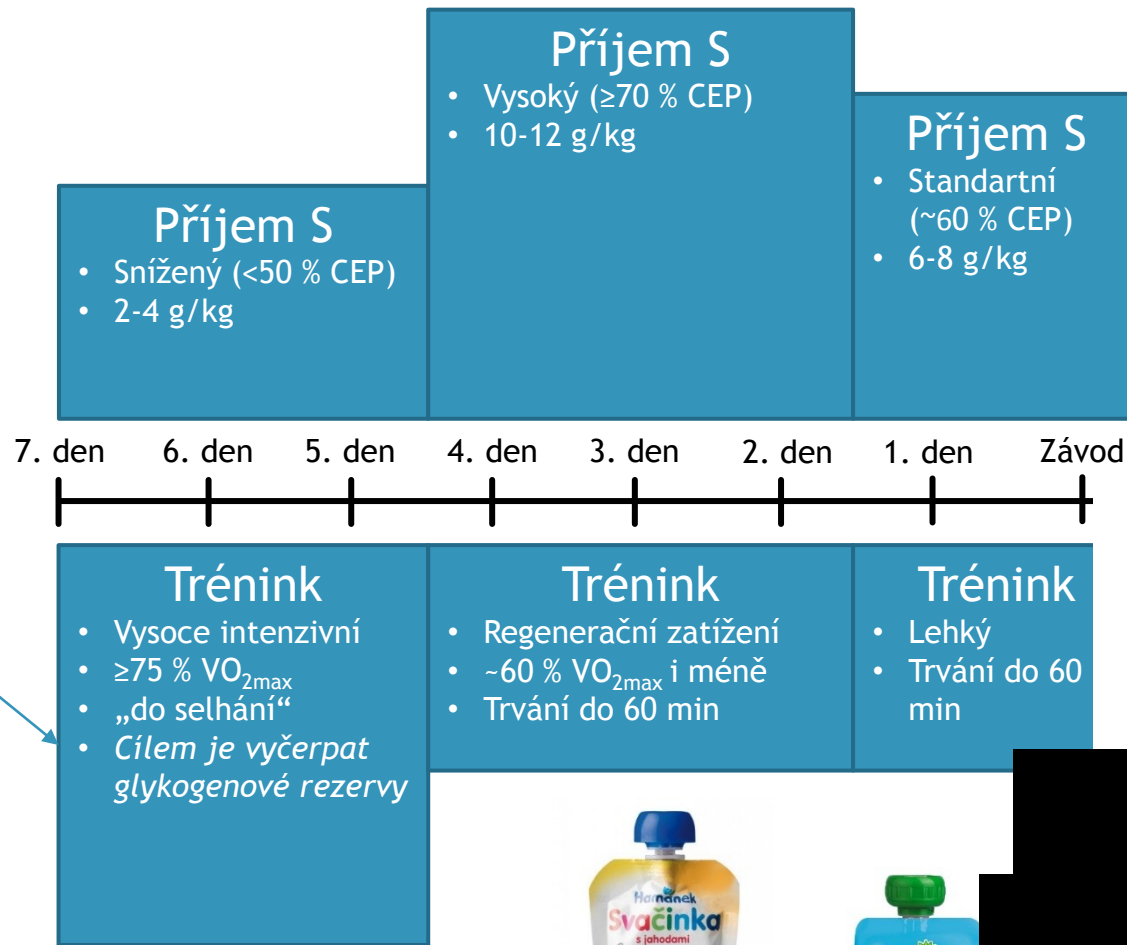 Příjem S
• Vysoký (≥70 % CEP)
• 10-12 g/kg
Příjem S
• Standartní
(~60 % CEP)
• 6-8 g/kg
Příjem S
• Snížený (<50 % CEP)
• 2-4 g/kg
7. den 6. den 5. den 4. den 3. den 2. den 1. den Závod
Trénink
• Vysoce intenzivní
• ≥75 % VO2max
• „do selhání“
• Cílem je vyčerpat
glykogenové rezervy
Trénink
• Regenerační zatížení
• ~60 % VO2max i méně
• Trvání do 60 min
Trénink
• Lehký
• Trvání do 60
min
Hamánek
Svačinka
s jahodami